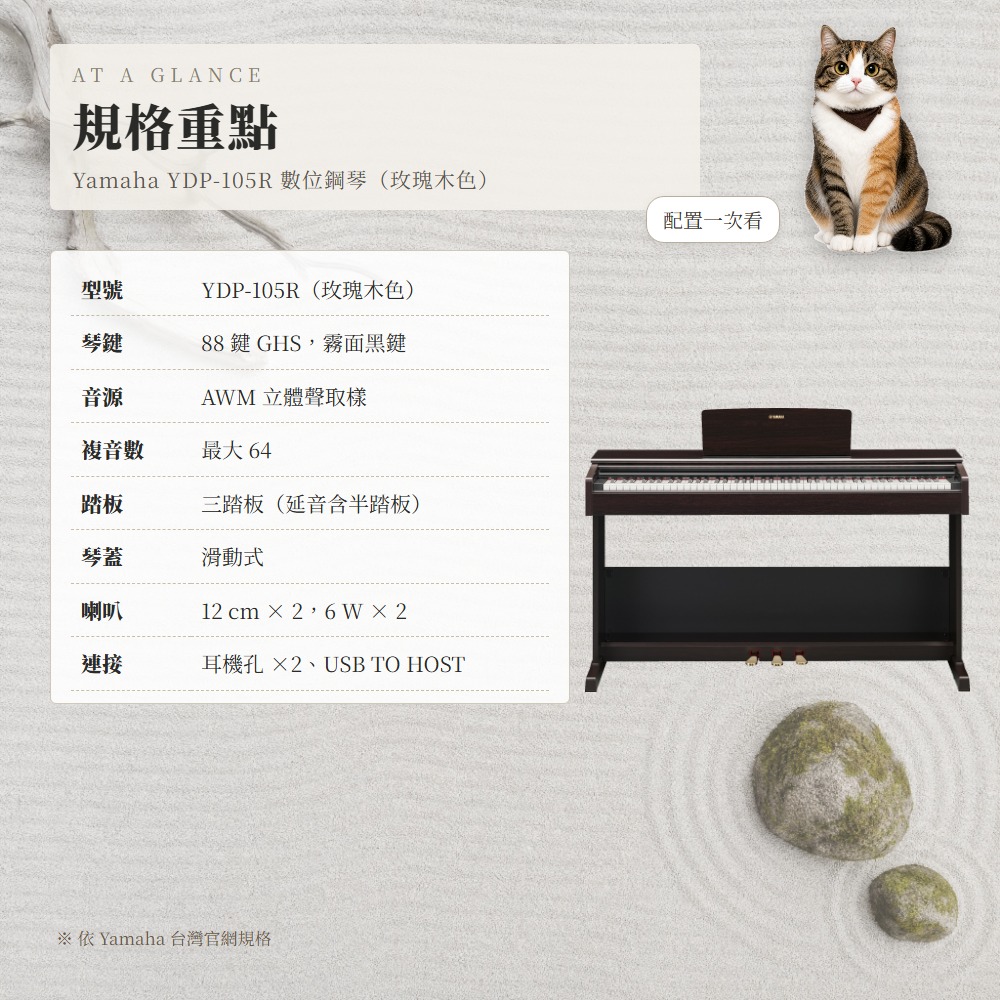 AT A GLANCE
規格重點
Yamaha YDP-105R 數位鋼琴（玫瑰木色）
配置一次看
型號 YDP-105R（玫瑰木色）
琴鍵 88 鍵 GHS，霧面黑鍵
音源 AWM 立體聲取樣
複音數 最大 64
踏板 三踏板（延音含半踏板）
琴蓋 滑動式
喇叭 12 cm × 2，6 W × 2
連接 耳機孔 ×2、USB TO HOST
YAMAHA
※ 依 Yamaha 台灣官網規格